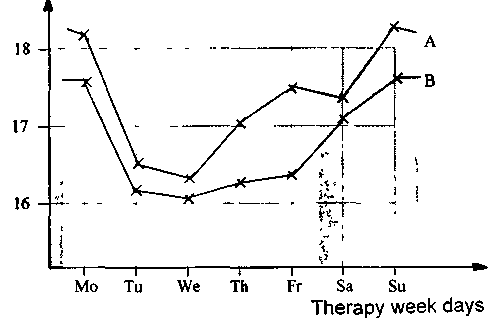 18
A
B
17
16
Mo Tu We Th Fr Sa Su
Therapy week days